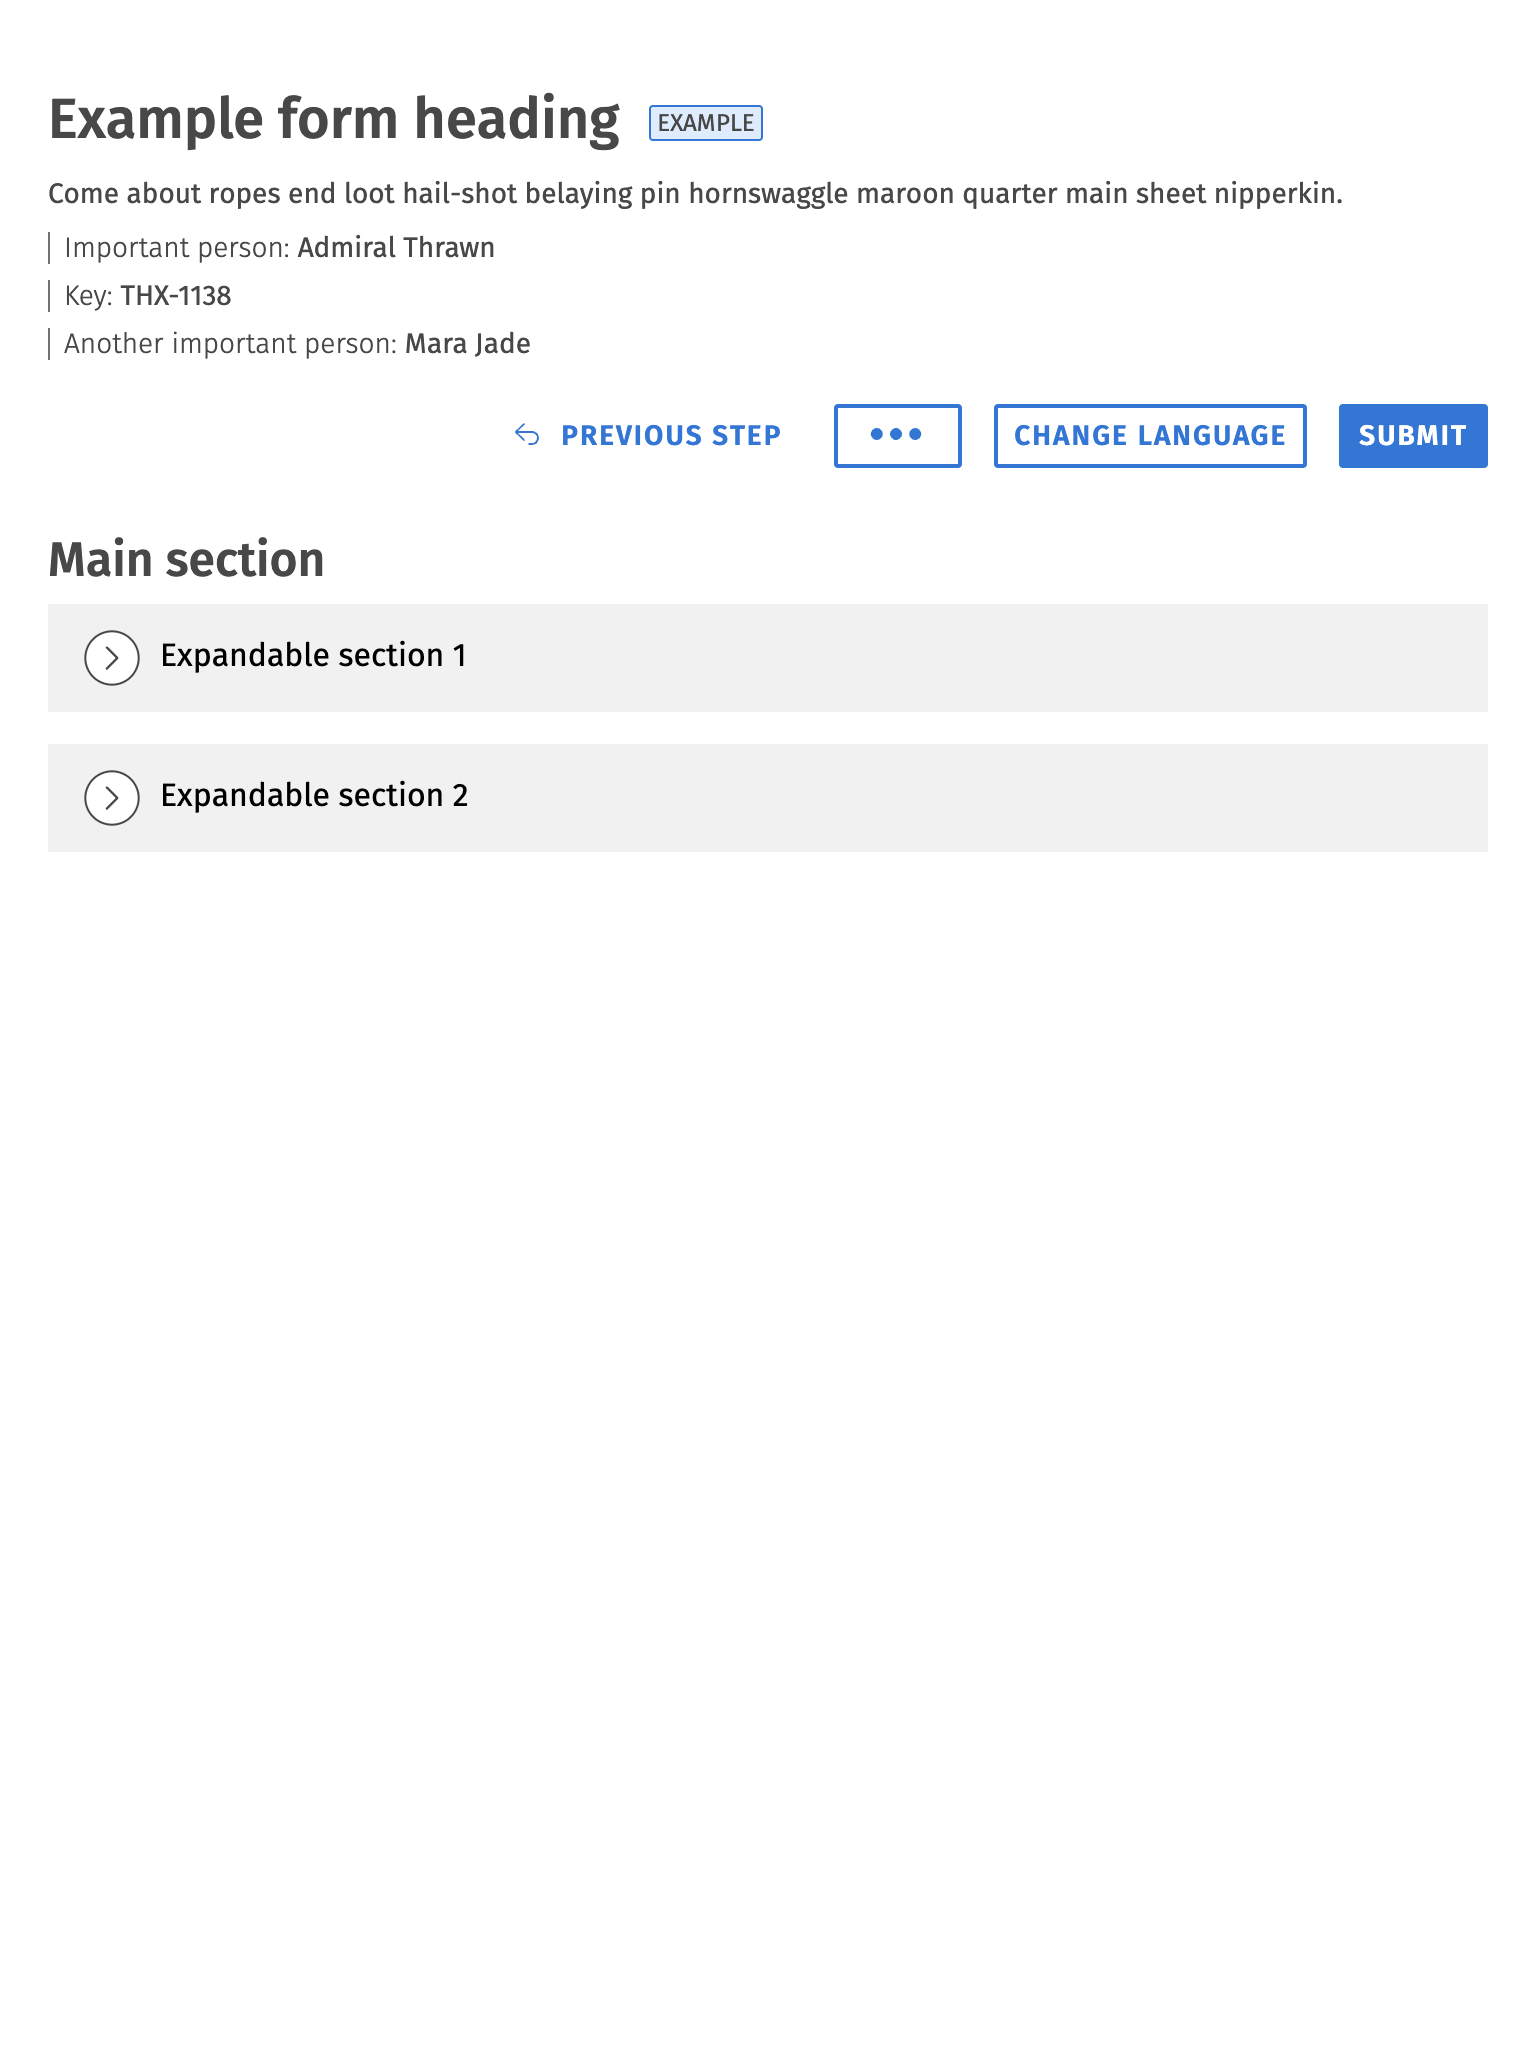 Example form heading EXAMPLE
Come about ropes end loot hail-shot belaying pin hornswaggle maroon quarter main sheet nipperkin.
Important person: Admiral Thrawn
Key: THX-1138
Another important person: Mara Jade
PREVIOUS STEP ••• CHANGE LANGUAGE SUBMIT
Main section
Expandable section 1
Expandable section 2